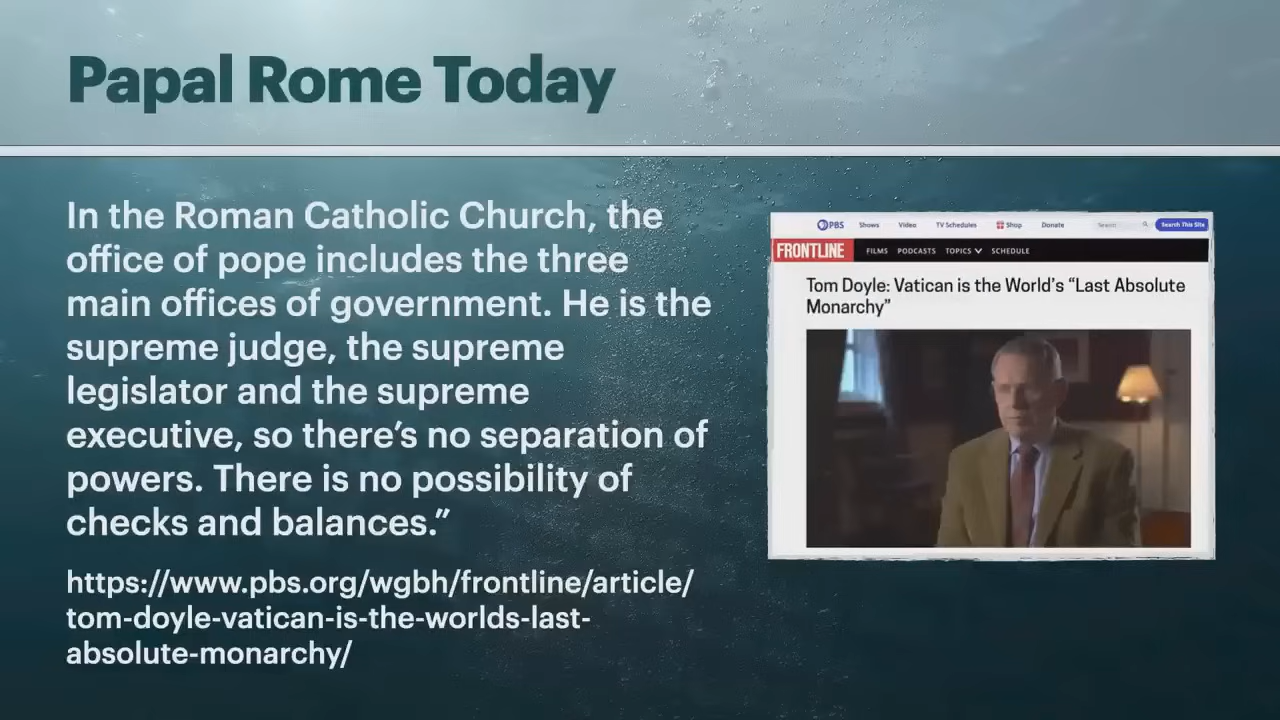 Papal Rome Today
In the Roman Catholic Church, the
office of pope includes the three
main offices of government. He is the
supreme judge, the supreme
legislator and the supreme
executive, so there’s no separation of
powers. There is no possibility of
checks and balances.”
https://www.pbs.org/wgbh/frontline/article/
tom-doyle-vatican-is-the-worlds-last-
absolute-monarchy/
PBS Shows Video TV Schedules Shop Donate Search Search This Site
FRONTLINE FILMS PODCASTS TOPICS SCHEDULE
Tom Doyle: Vatican is the World’s “Last Absolute
Monarchy”